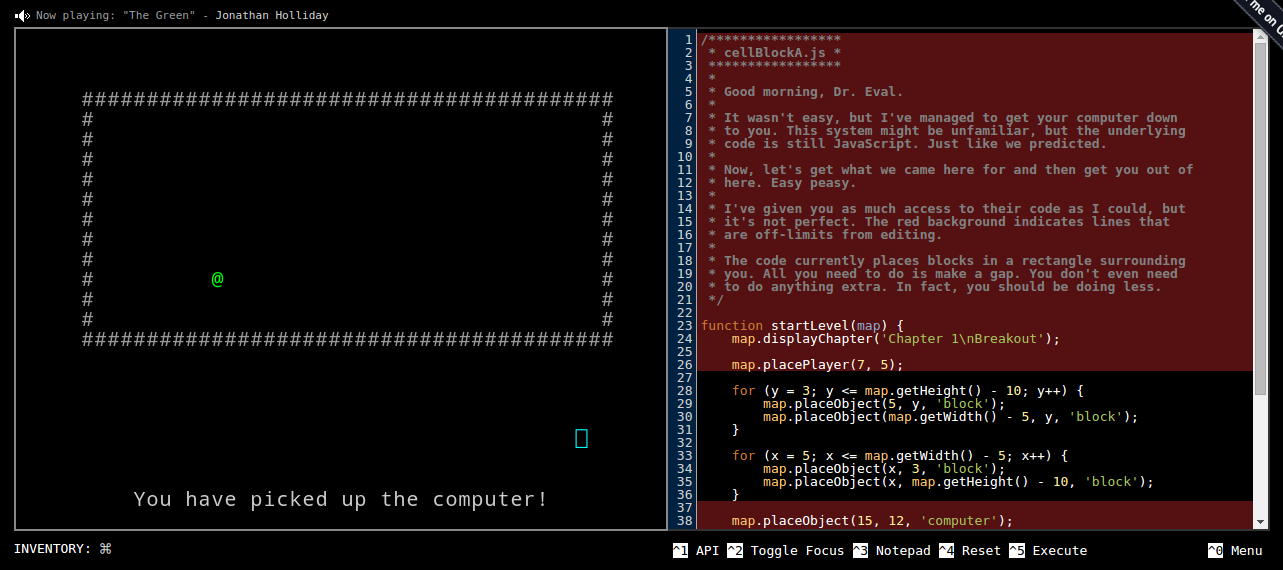 Now playing: "The Green" - Jonathan Holliday
me on G
##########################################
# #
# #
# #
# #
# #
# #
# #
# #
# @ #
# #
# #
##########################################
You have picked up the computer!
1 /*****************
2 * cellBlockA.js *
3 *****************
4 *
5 * Good morning, Dr. Eval.
6 *
7 * It wasn't easy, but I've managed to get your computer down
8 * to you. This system might be unfamiliar, but the underlying
9 * code is still JavaScript. Just like we predicted.
10 *
11 * Now, let's get what we came here for and then get you out of
12 * here. Easy peasy.
13 *
14 * I've given you as much access to their code as I could, but
15 * it's not perfect. The red background indicates lines that
16 * are off-limits from editing.
17 *
18 * The code currently places blocks in a rectangle surrounding
19 * you. All you need to do is make a gap. You don't even need
20 * to do anything extra. In fact, you should be doing less.
21 */
22
23 function startLevel(map) {
24 map.displayChapter('Chapter 1\nBreakout');
25
26 map.placePlayer(7, 5);
27
28 for (y = 3; y <= map.getHeight() - 10; y++) {
29 map.placeObject(5, y, 'block');
30 map.placeObject(map.getWidth() - 5, y, 'block');
31 }
32
33 for (x = 5; x <= map.getWidth() - 5; x++) {
34 map.placeObject(x, 3, 'block');
35 map.placeObject(x, map.getHeight() - 10, 'block');
36 }
37
38 map.placeObject(15, 12, 'computer');
INVENTORY: ⌘
^1 API ^2 Toggle Focus ^3 Notepad ^4 Reset ^5 Execute ^0 Menu